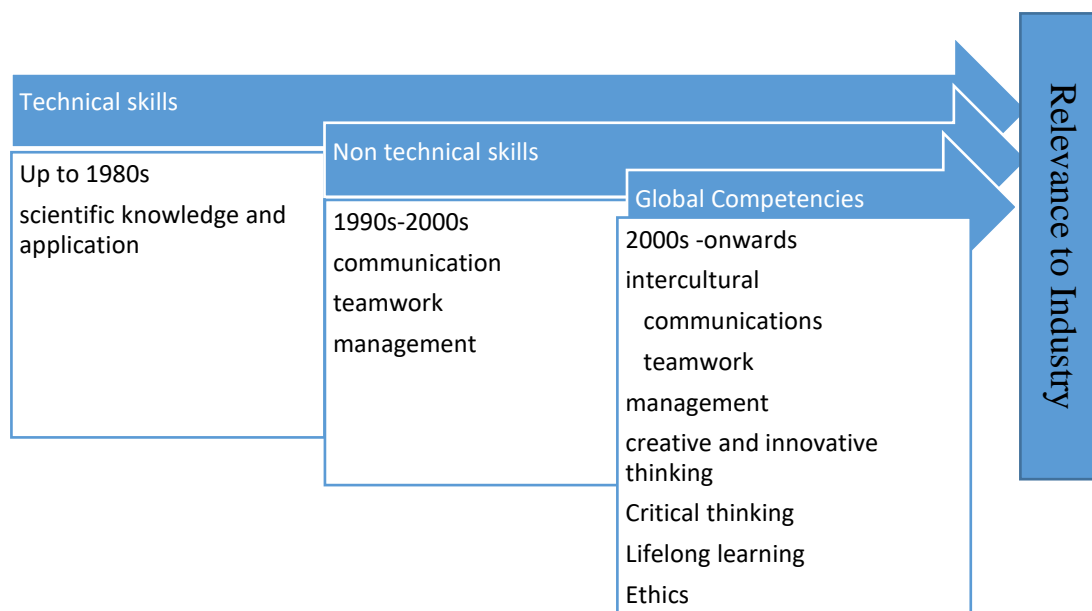 Technical skills
Up to 1980s
scientific knowledge and
application
Non technical skills
1990s-2000s
communication
teamwork
management
Global Competencies
2000s -onwards
intercultural
communications
teamwork
management
creative and innovative
thinking
Critical thinking
Lifelong learning
Ethics
Relevance to Industry